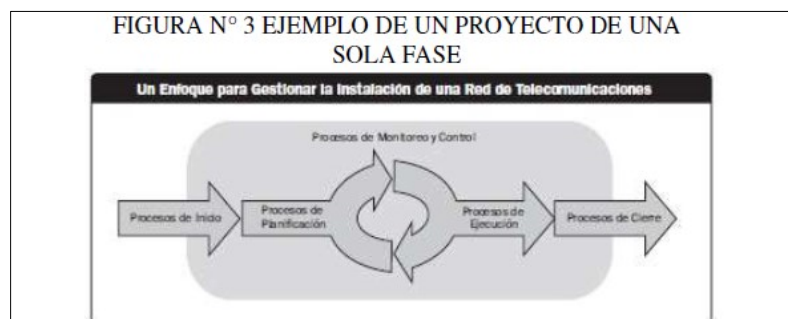 FIGURA N° 3 EJEMPLO DE UN PROYECTO DE UNA
SOLA FASE
Un Enfoque para Gestionar la Instalación de una Red de Telecomunicaciones
Procesos de Monitoreo y Control
Procesos de Inicio
Procesos de
Planificación
Procesos de
Ejecución
Procesos de Cierre